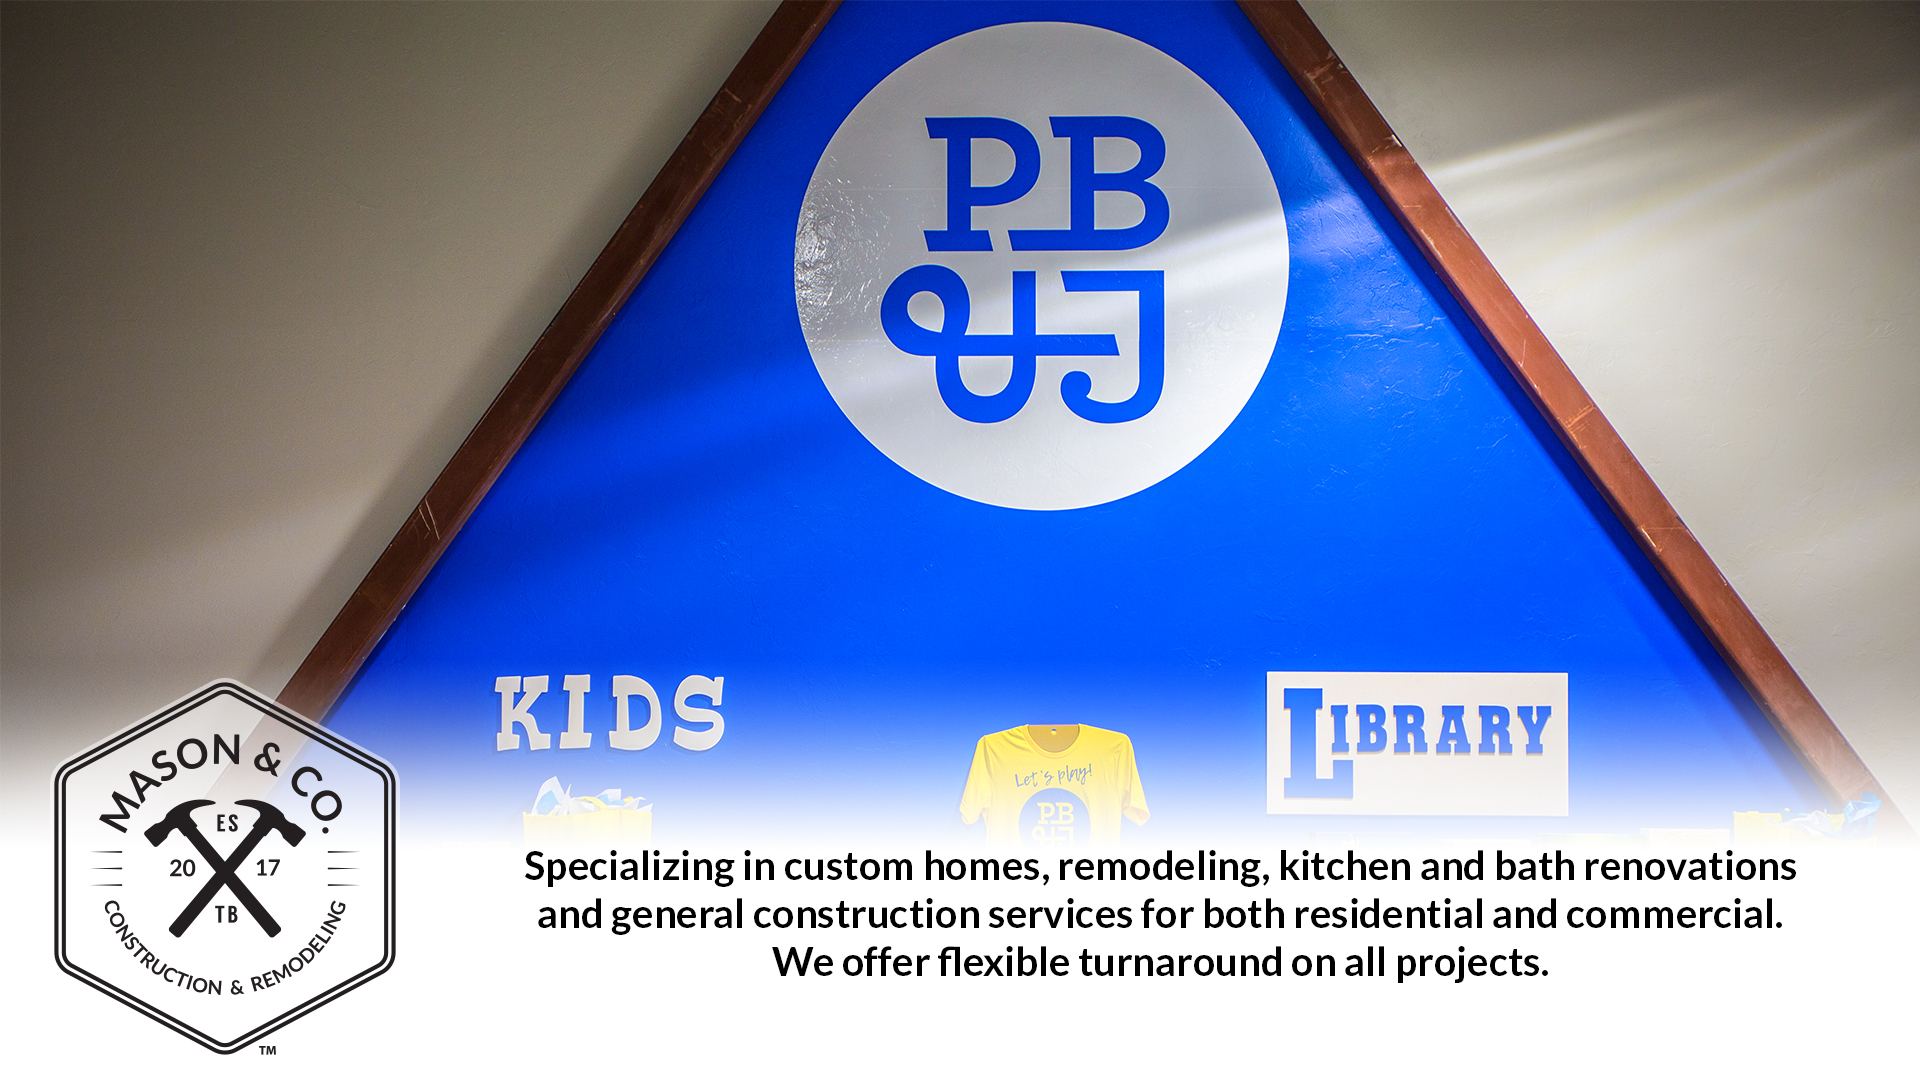 PB
&J
KIDS
LIBRARY
Let's play!
PB
&J
MASON & CO.
ES
20 17
TB
CONSTRUCTION & REMODELING
TM
Specializing in custom homes, remodeling, kitchen and bath renovations
and general construction services for both residential and commercial.
We offer flexible turnaround on all projects.